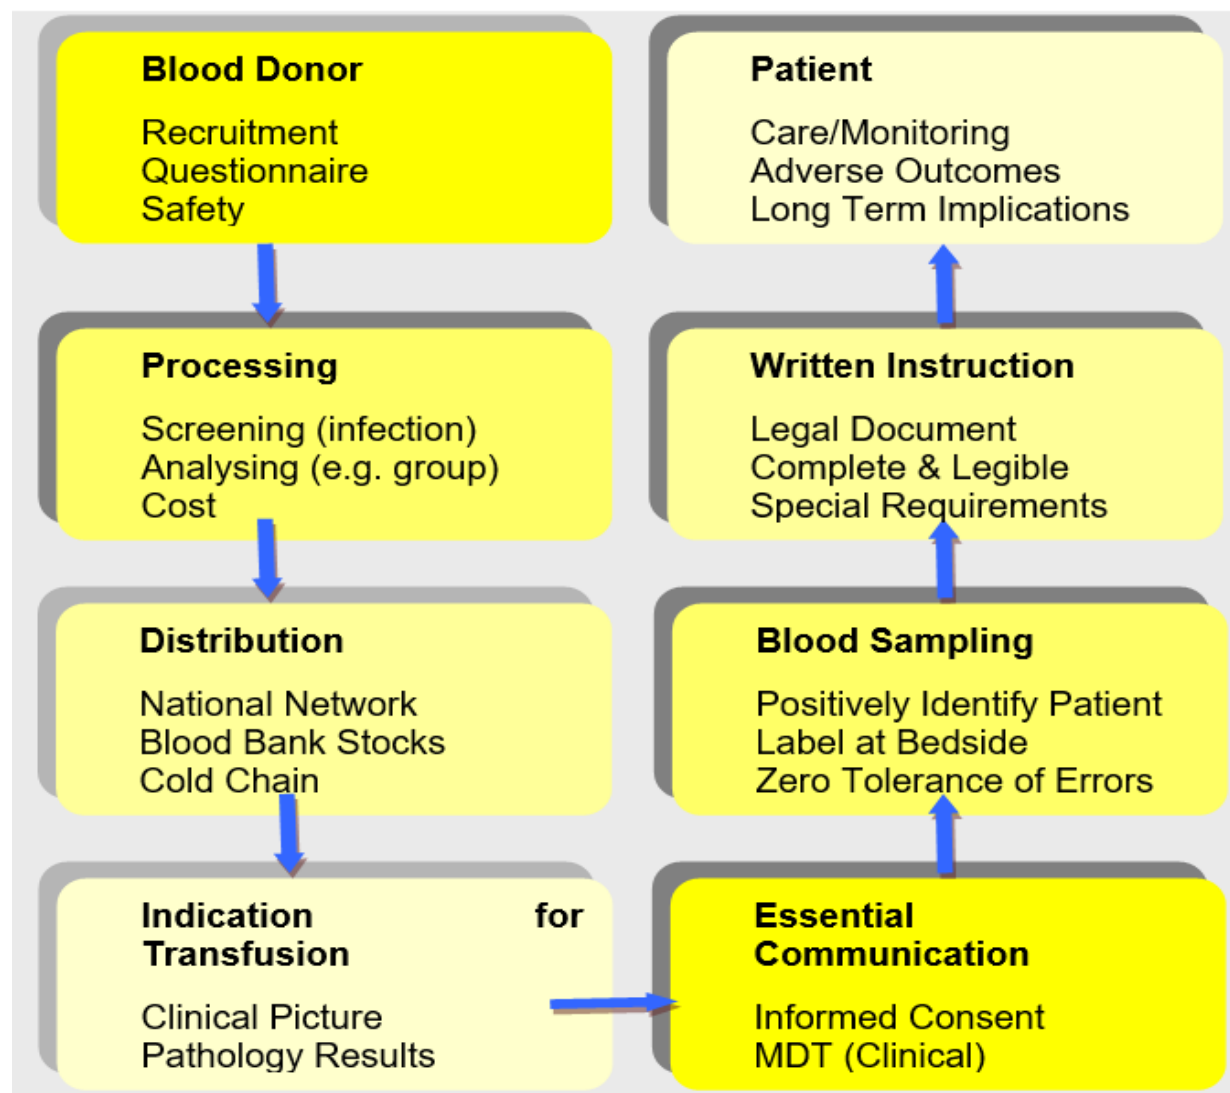 Blood Donor
Recruitment
Questionnaire
Safety
Processing
Screening (infection)
Analysing (e.g. group)
Cost
Distribution
National Network
Blood Bank Stocks
Cold Chain
Indication for
Transfusion
Clinical Picture
Pathology Results
Essential
Communication
Informed Consent
MDT (Clinical)
Blood Sampling
Positively Identify Patient
Label at Bedside
Zero Tolerance of Errors
Written Instruction
Legal Document
Complete & Legible
Special Requirements
Patient
Care/Monitoring
Adverse Outcomes
Long Term Implications